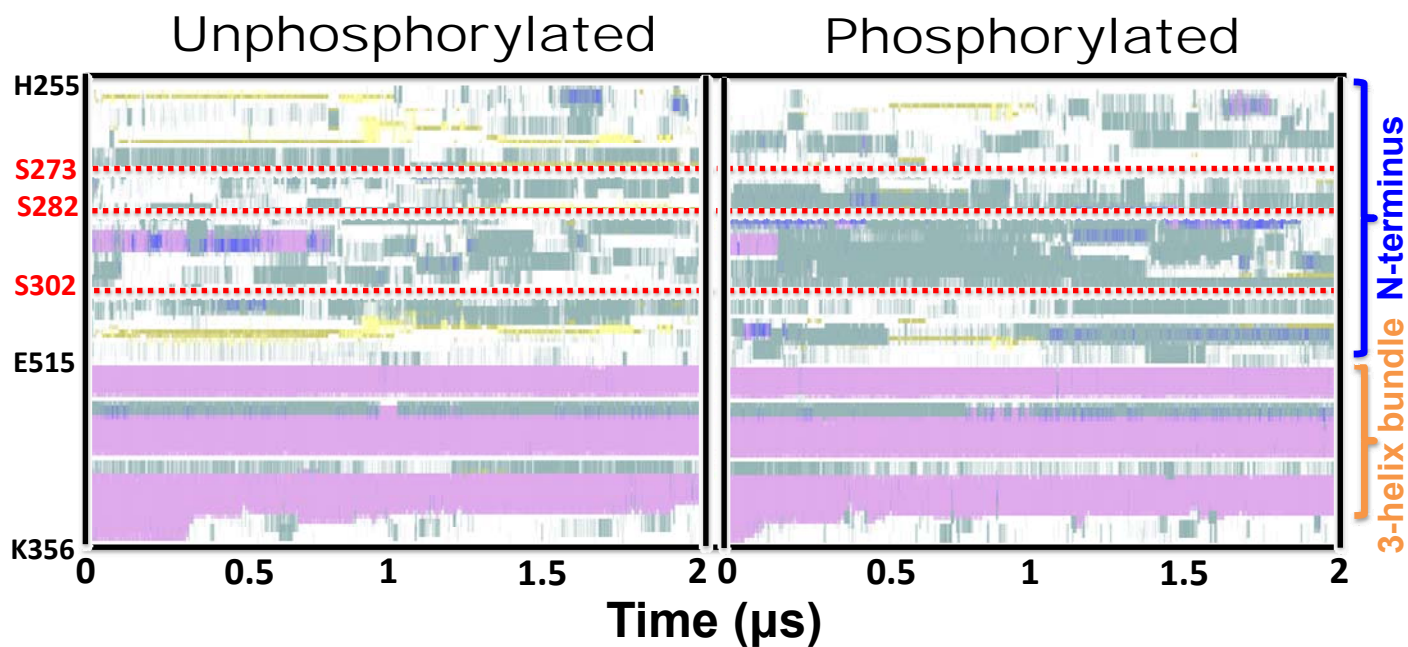 Unphosphorylated
Phosphorylated
H255
S273
S282
S302
E515
K356
N-terminus
3-helix bundle
0 0.5 1 1.5 2
0 0.5 1 1.5 2
Time (µs)